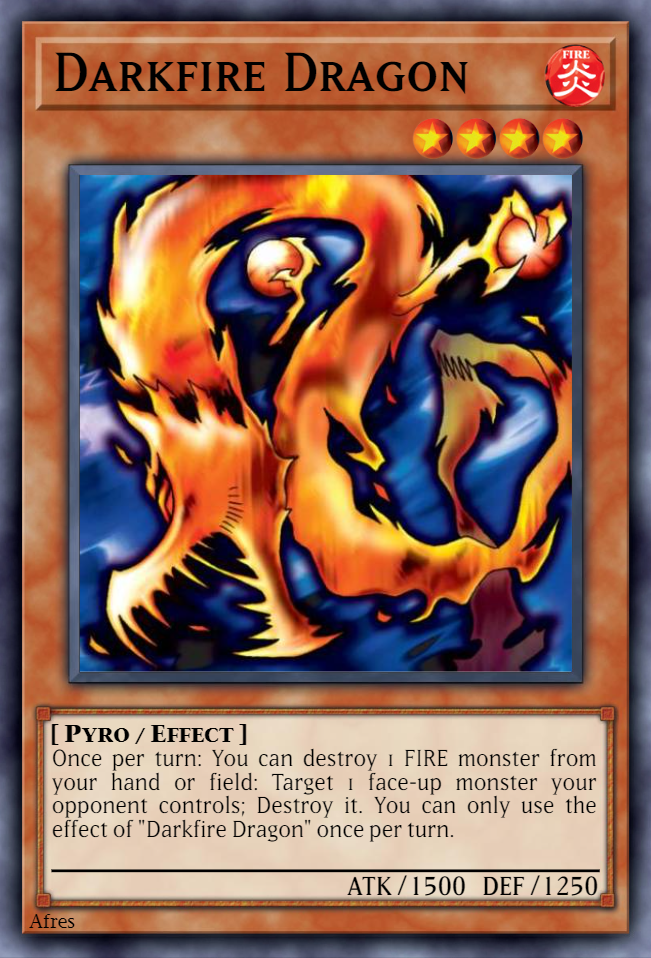 Darkfire Dragon
FIRE
炎
[ Pyro / Effect ]
Once per turn: You can destroy 1 FIRE monster from
your hand or field: Target 1 face-up monster your
opponent controls; Destroy it. You can only use the
effect of "Darkfire Dragon" once per turn.
ATK / 1500 DEF / 1250
Afres